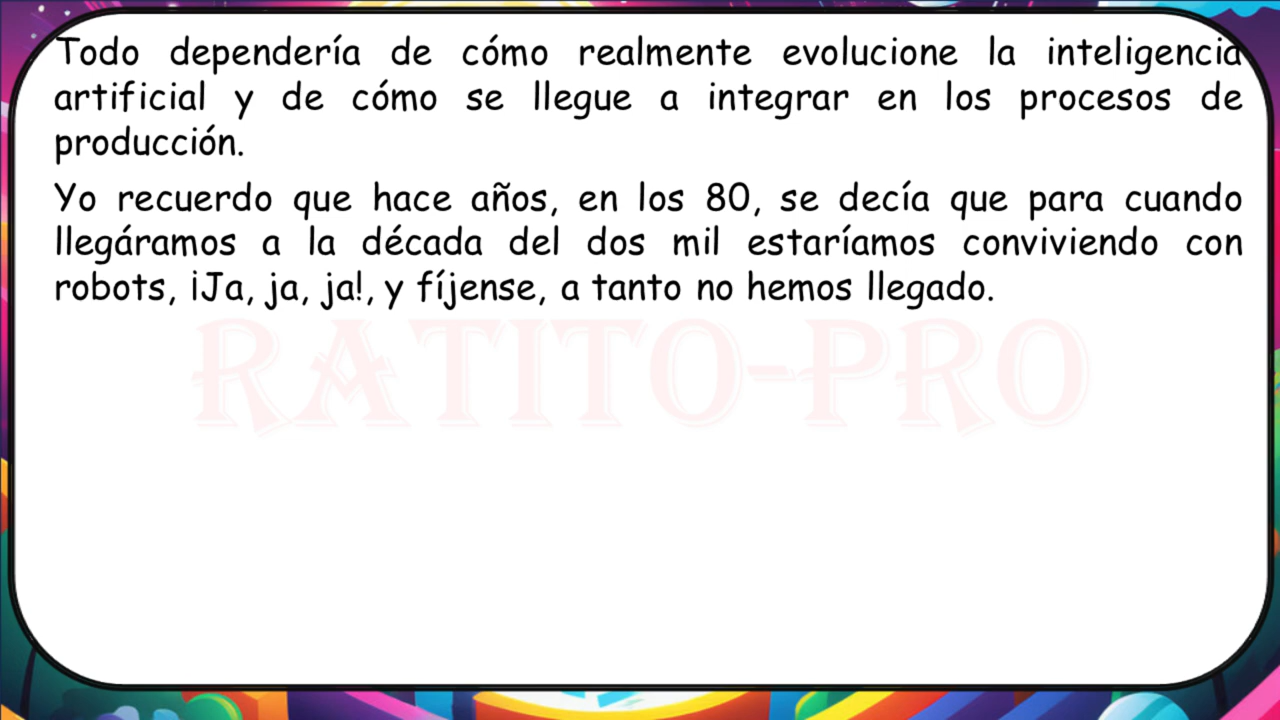 Todo dependería de cómo realmente evolucione la inteligencia
artificial y de cómo se llegue a integrar en los procesos de
producción.
Yo recuerdo que hace años, en los 80, se decía que para cuando
llegáramos a la década del dos mil estaríamos conviviendo con
robots, ¡Ja, ja, ja!, y fíjense, a tanto no hemos llegado.
RATITO-PRO